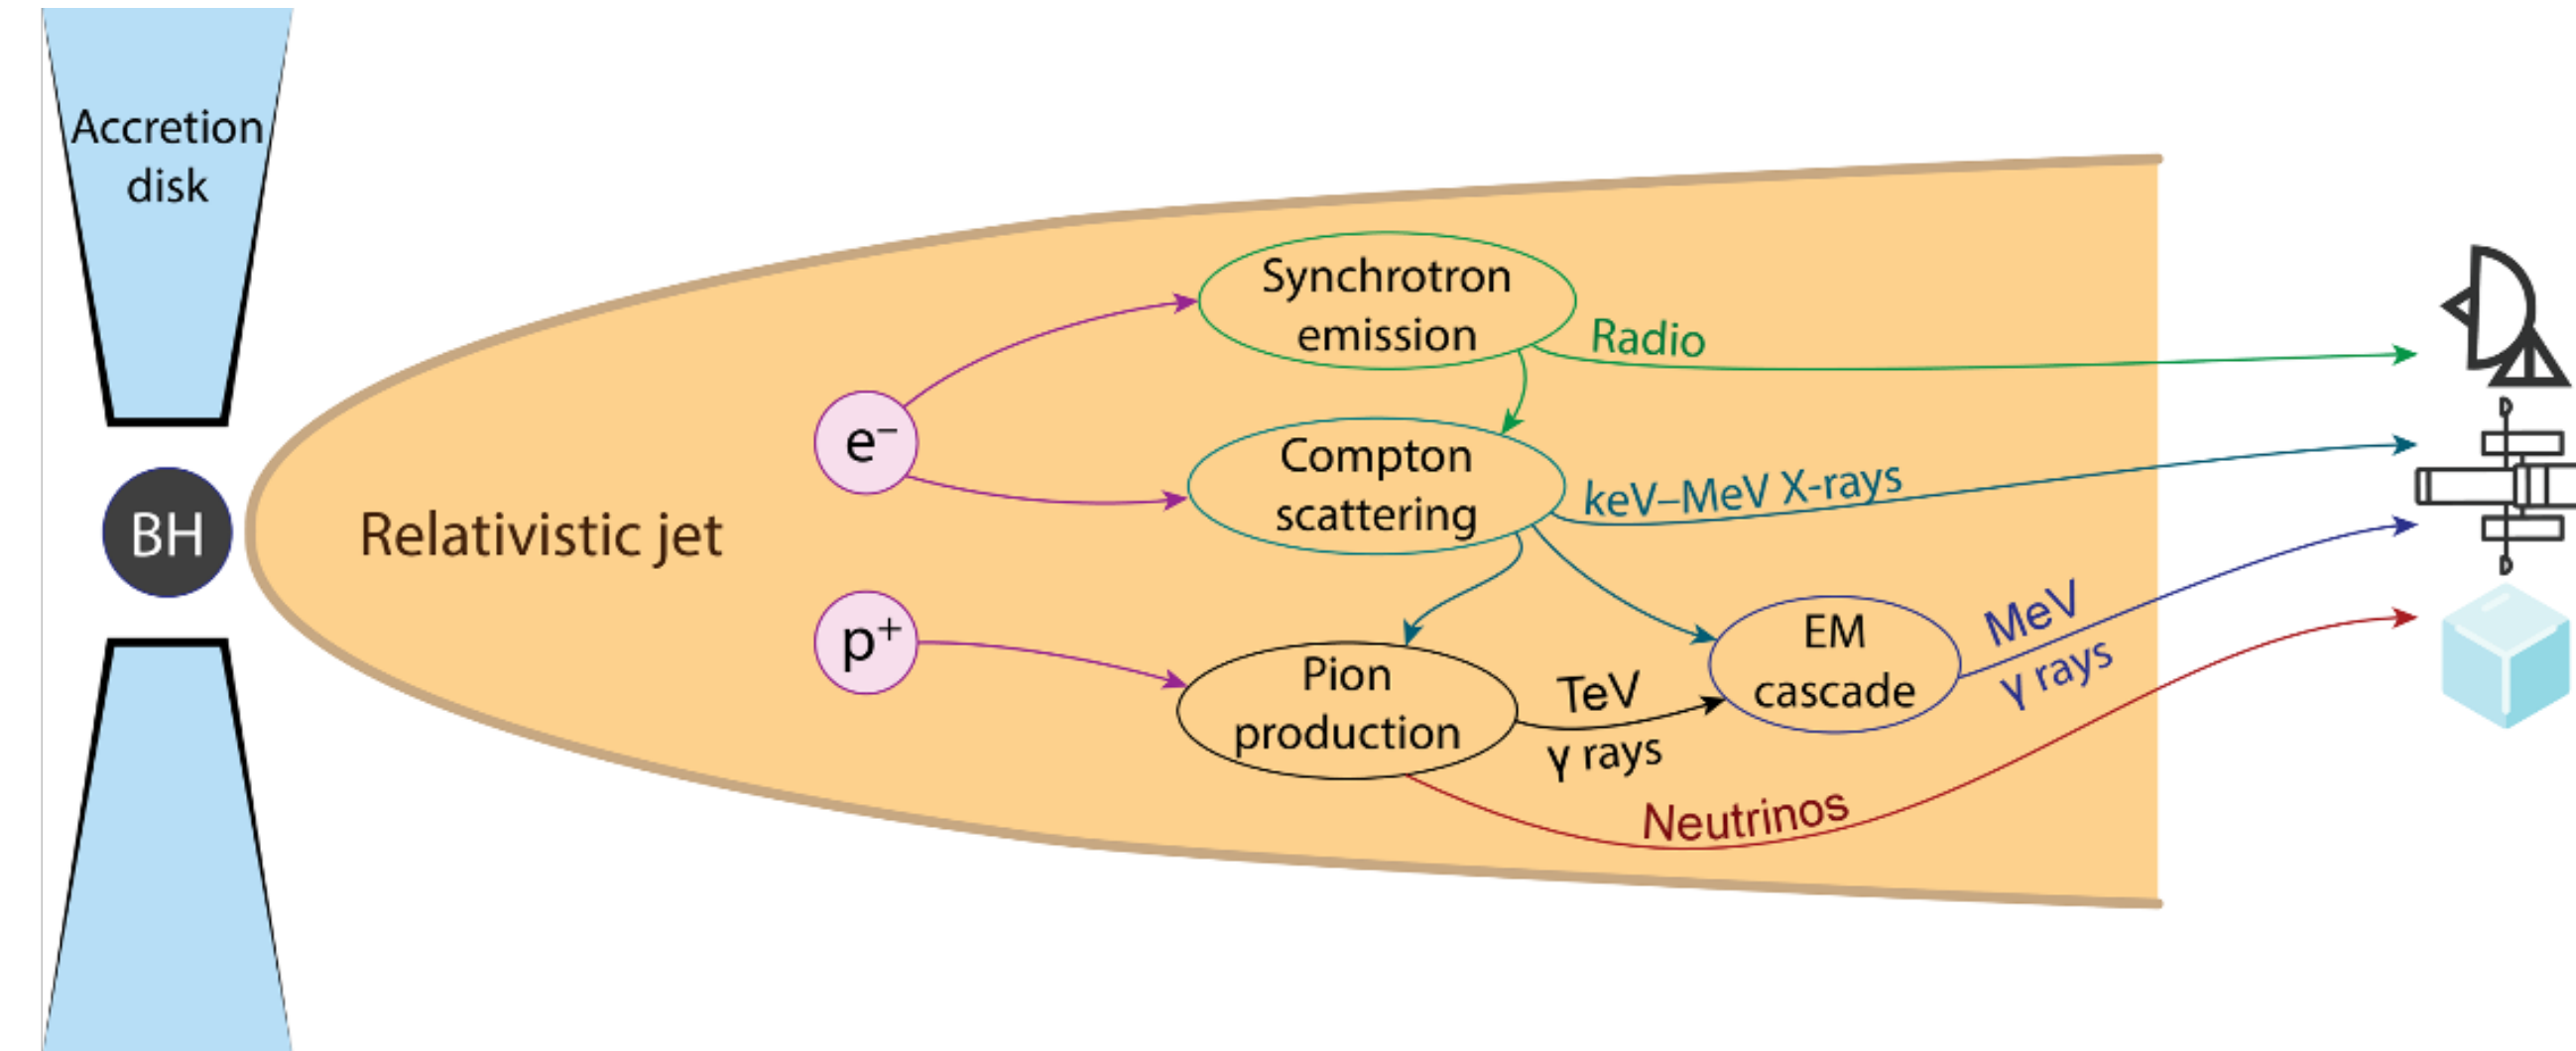 Accretion
disk
BH
Relativistic jet
e⁻
p⁺
Synchrotron
emission
Radio
Compton
scattering
keV–MeV X-rays
Pion
production
TeV
γ rays
EM
cascade
MeV
γ rays
Neutrinos